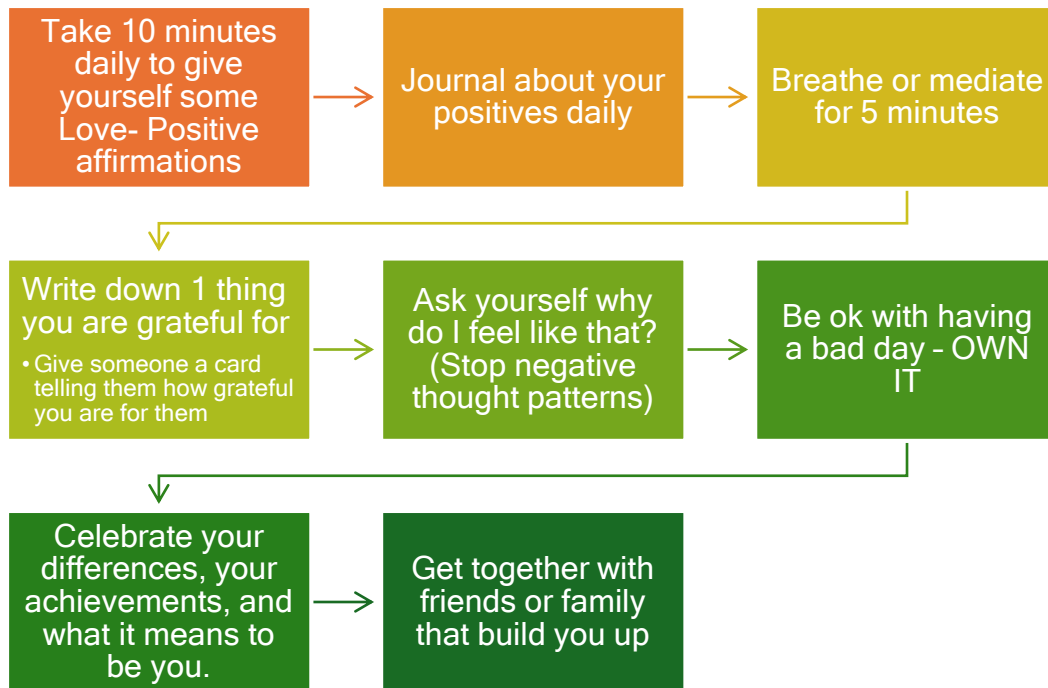 Take 10 minutes
daily to give
yourself some
Love- Positive
affirmations
Journal about your
positives daily
Breathe or mediate
for 5 minutes
Write down 1 thing
you are grateful for
• Give someone a card
telling them how grateful
you are for them
Ask yourself why
do I feel like that?
(Stop negative
thought patterns)
Be ok with having
a bad day – OWN
IT
Celebrate your
differences, your
achievements, and
what it means to
be you.
Get together with
friends or family
that build you up